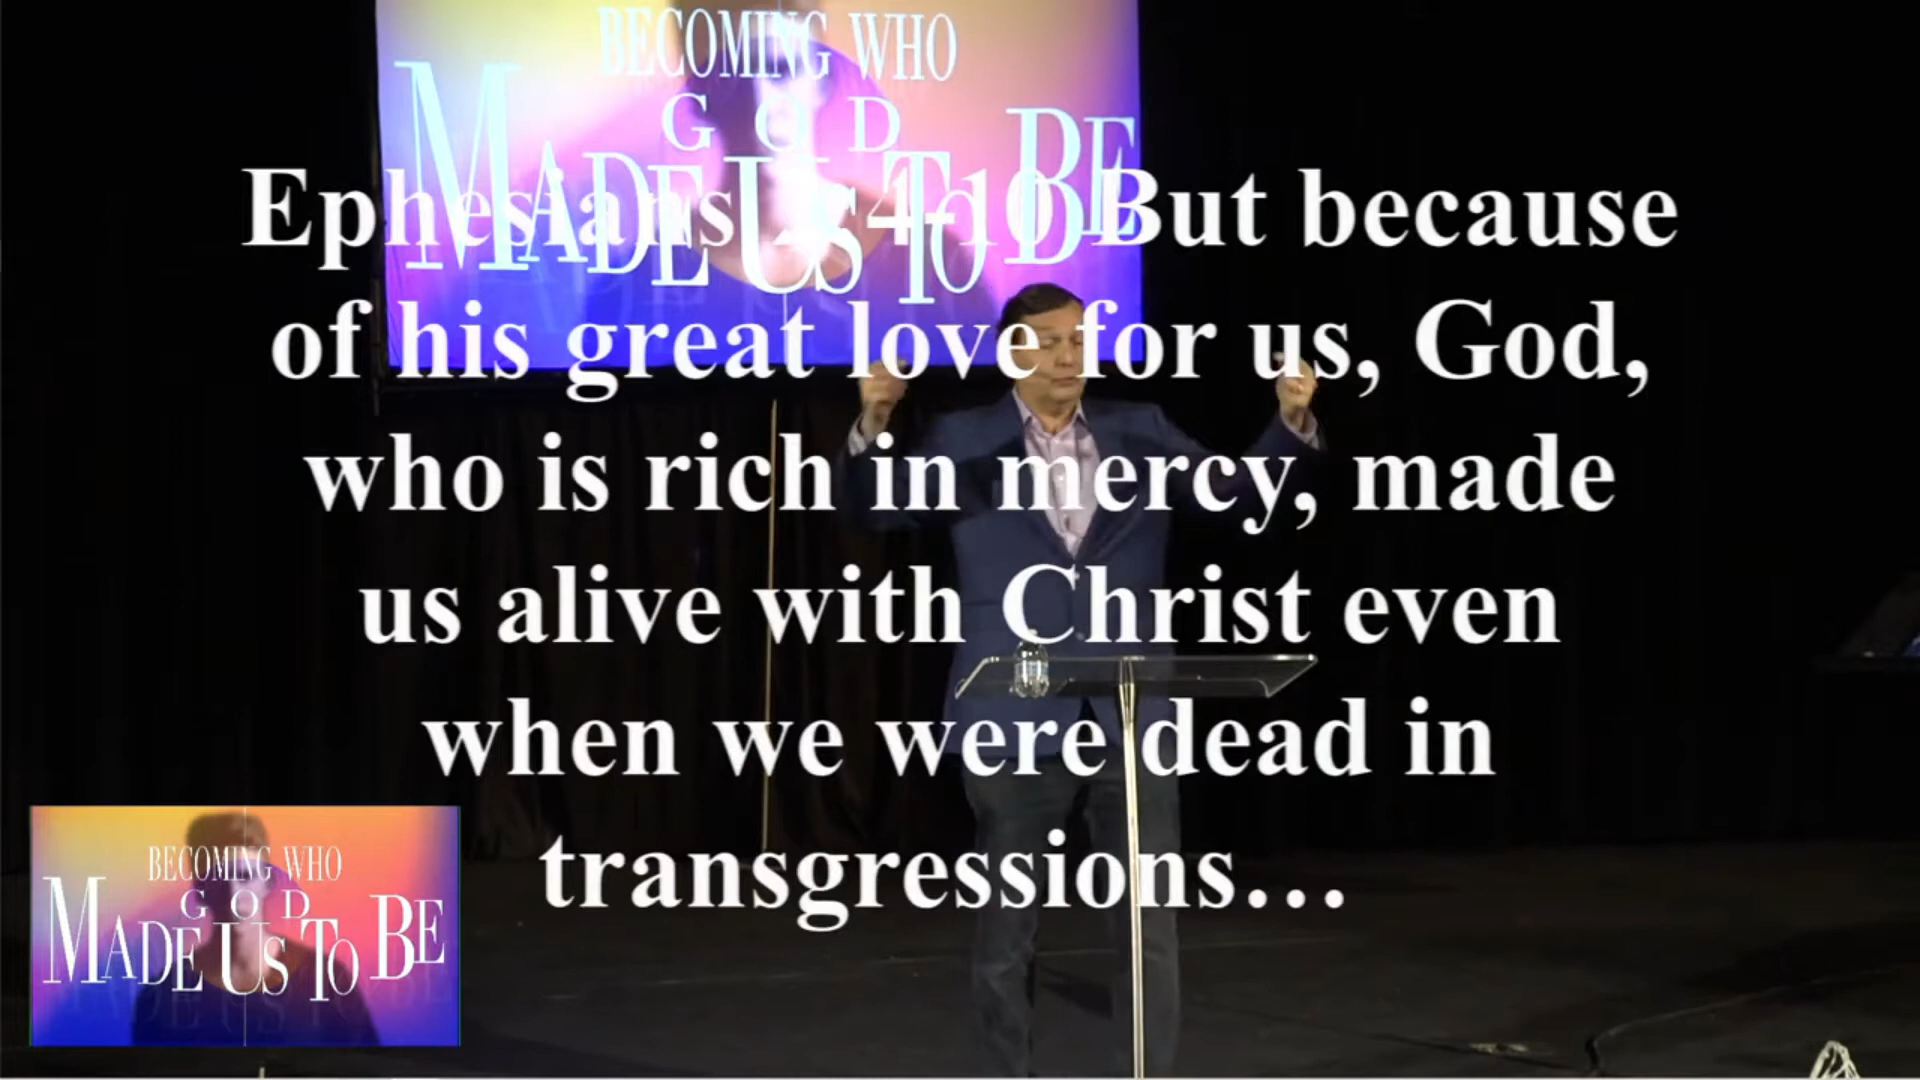 BECOMING WHO
GOD
MADE US TO BE
Ephesians 4-10 But because
of his great love for us, God,
who is rich in mercy, made
us alive with Christ even
when we were dead in
transgressions…
BECOMING WHO
GOD
MADE US TO BE